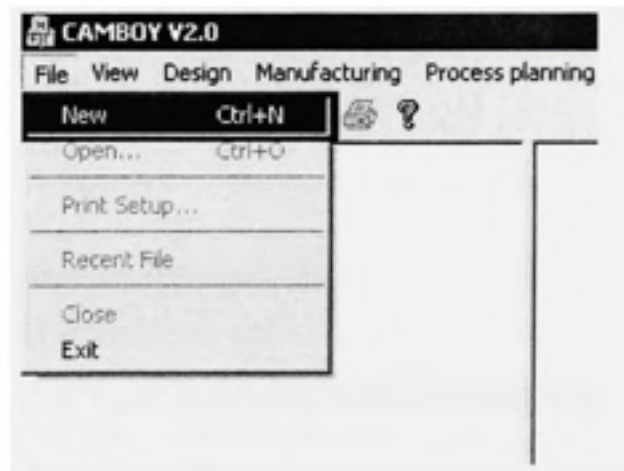 CAMBOY V2.0
File View Design Manufacturing Process planning
New Ctrl+N
Open... Ctrl+O
Print Setup...
Recent File
Close
Exit